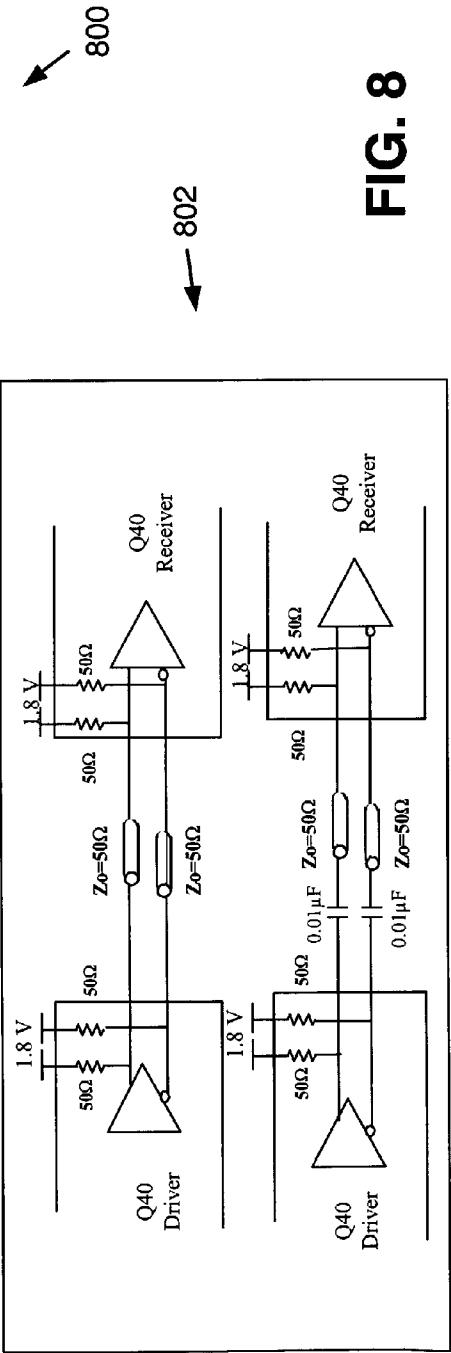 800
802
FIG. 8
1.8 V
50Ω
50Ω
Q40
Driver
Zo=50Ω
Zo=50Ω
1.8 V
50Ω
50Ω
Q40
Receiver
1.8 V
50Ω
50Ω
Q40
Driver
0.01µF
0.01µF
Zo=50Ω
Zo=50Ω
1.8 V
50Ω
50Ω
Q40
Receiver